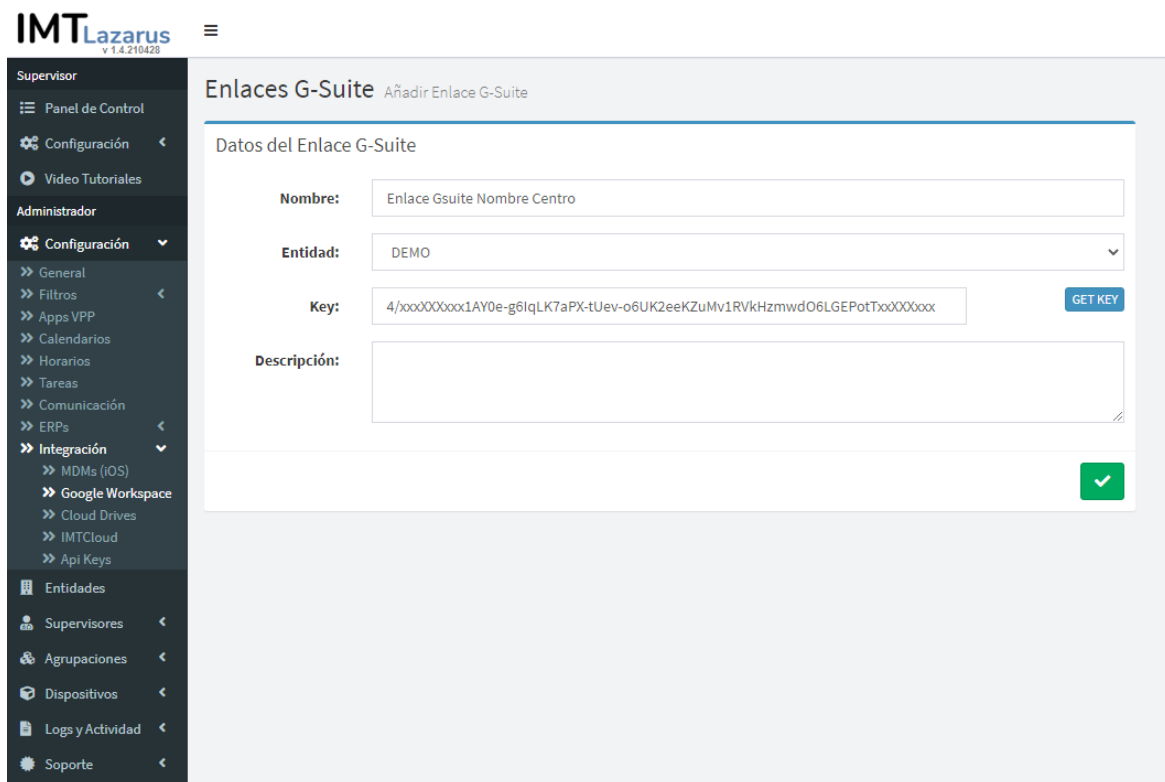 IMTLazarus
v 1.4.210428
Supervisor
Panel de Control
Configuración
Video Tutoriales
Administrador
Configuración
General
Filtros
Apps VPP
Calendarios
Horarios
Tareas
Comunicación
ERPs
Integración
MDMs (iOS)
Google Workspace
Cloud Drives
IMTCloud
Api Keys
Entidades
Supervisores
Agrupaciones
Dispositivos
Logs y Actividad
Soporte
Enlaces G-Suite Añadir Enlace G-Suite
Datos del Enlace G-Suite
Nombre: Enlace Gsuite Nombre Centro
Entidad: DEMO
Key: 4/xxxXXXxxx1AY0e-g6IqLK7aPX-tUev-o6UK2eeKZuMv1RVkHzmwdO6LGEPotTxxXXXxxx GET KEY
Descripción: